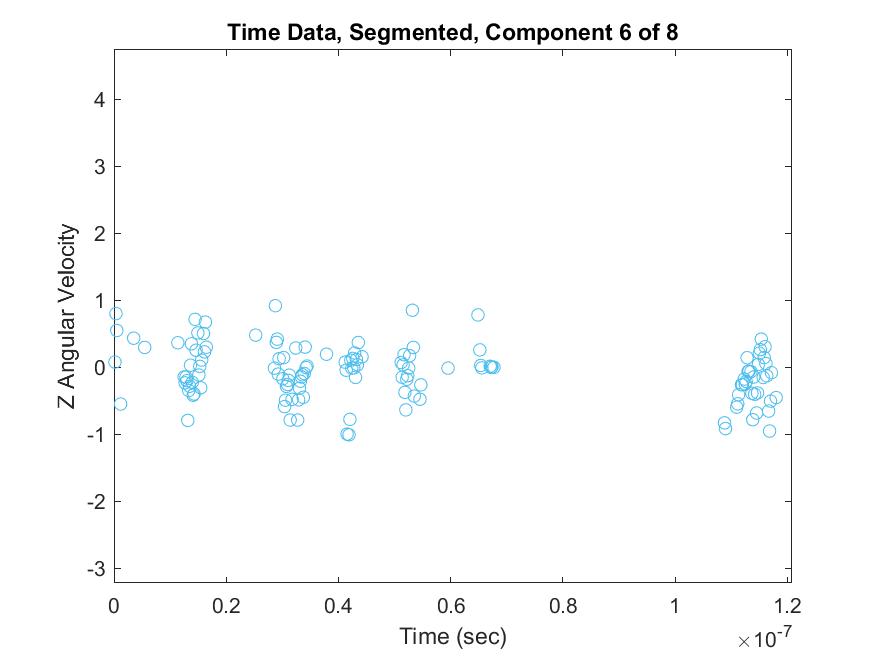 Time Data, Segmented, Component 6 of 8
Z Angular Velocity
4
3
2
1
0
-1
-2
-3
0 0.2 0.4 0.6 0.8 1 1.2
Time (sec)
×10-7